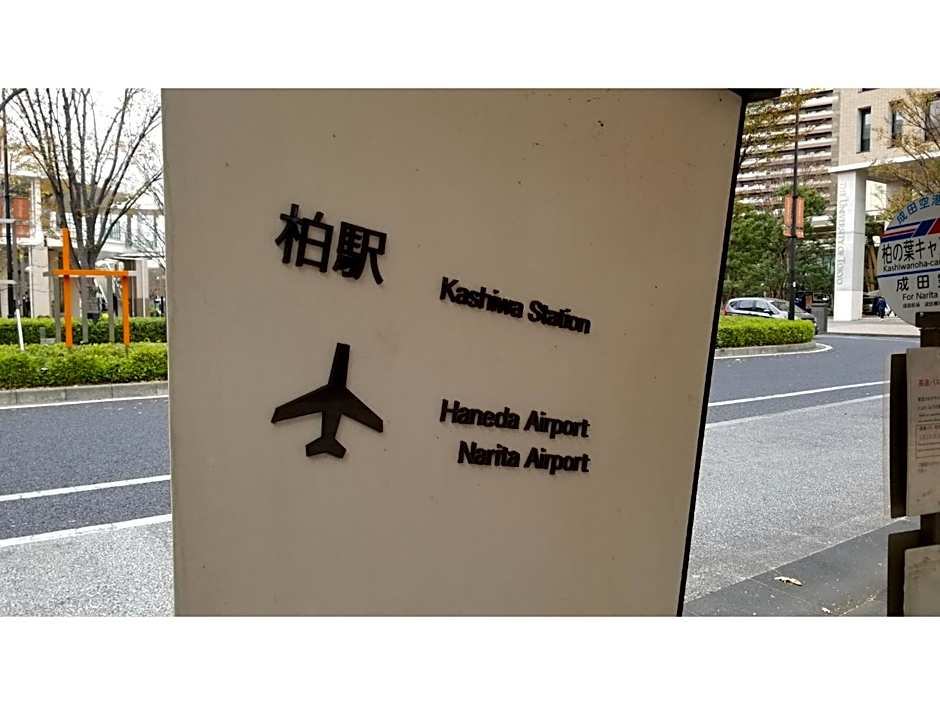 柏駅
Kashiwa Station
Haneda Airport
Narita Airport
成田空港
柏の葉キャ
Kashiwanoha-ca
成田
For Narita